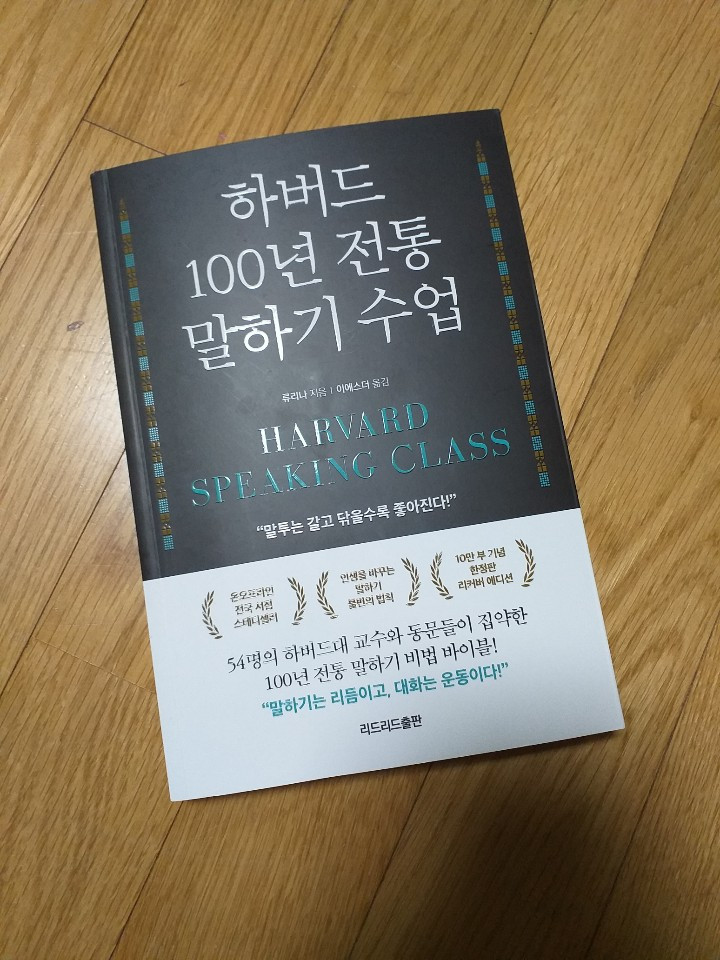 하버드
100년 전통
말하기 수업
류리나 지음 | 이에스더 옮김
HARVARD
SPEAKING CLASS
“말투는 갈고 닦을수록 좋아진다!”
온오프라인
전국 서점
스테디셀러
인생을 바꾸는
말하기
불변의 법칙
10만 부 기념
한정판
리커버 에디션
54명의 하버드대 교수와 동문들이 집약한
100년 전통 말하기 비법 바이블!
“말하기는 리듬이고, 대화는 운동이다!”
리드리드출판